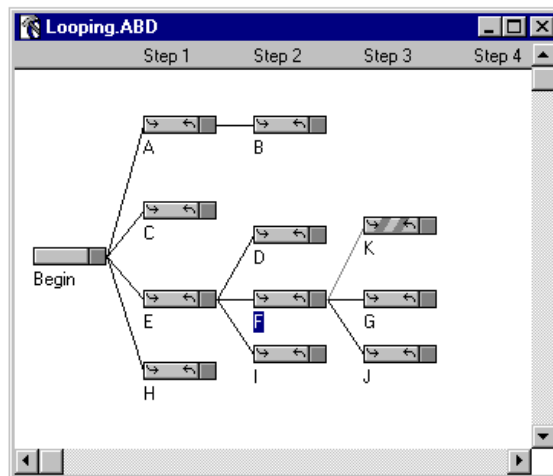 Looping.ABD
Step 1 Step 2 Step 3 Step 4
A B
C
D
K
Begin
E F G
H I J